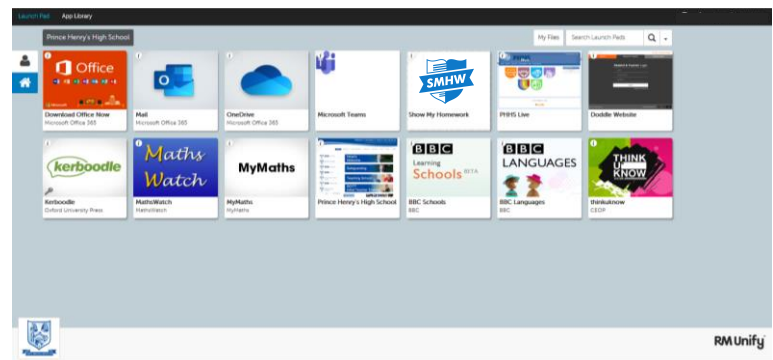 Launch Pad App Library
Prince Henry's High School
My Files Search Launch Pads
Office
SMHW
Download Office Now
Microsoft Office 365
Mail
Microsoft Office 365
OneDrive
Microsoft Office 365
Microsoft Teams
Show My Homework
PHHS Live
Doddle Website
kerboodle
Maths
Watch
MyMaths
BBC
Learning
Schools BETA
BBC
LANGUAGES
THINK
U
KNOW
Kerboodle
Oxford University Press
MathsWatch
MathsWatch
MyMaths
MyMaths
Prince Henry's High School
BBC Schools
BBC
BBC Languages
BBC
thinkuknow
CEOP
RM Unify